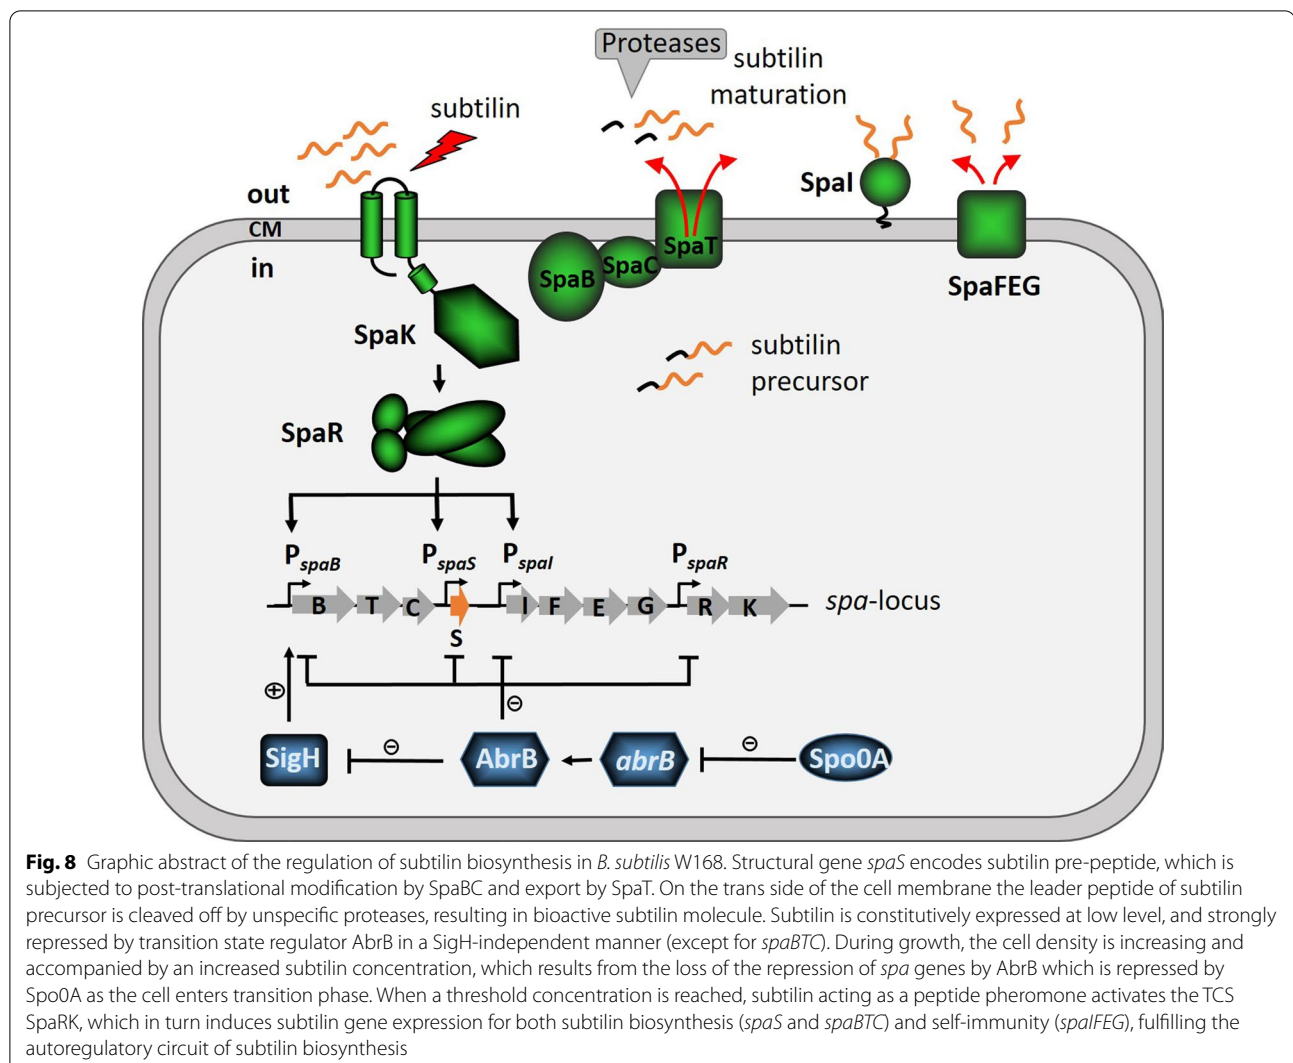 Proteases
subtilin
maturation
subtilin
SpaI
out
CM
in
SpaT
SpaC
SpaB
SpaFEG
SpaK
subtilin
precursor
SpaR
PspaB
PspaS
PspaI
PspaR
B T C I F E G R K
spa-locus
S
+
−
−
−
SigH
AbrB
abrB
Spo0A
Fig. 8 Graphic abstract of the regulation of subtilin biosynthesis in B. subtilis W168. Structural gene spaS encodes subtilin pre-peptide, which is
subjected to post-translational modification by SpaBC and export by SpaT. On the trans side of the cell membrane the leader peptide of subtilin
precursor is cleaved off by unspecific proteases, resulting in bioactive subtilin molecule. Subtilin is constitutively expressed at low level, and strongly
repressed by transition state regulator AbrB in a SigH-independent manner (except for spaBTC). During growth, the cell density is increasing and
accompanied by an increased subtilin concentration, which results from the loss of the repression of spa genes by AbrB which is repressed by
Spo0A as the cell enters transition phase. When a threshold concentration is reached, subtilin acting as a peptide pheromone activates the TCS
SpaRK, which in turn induces subtilin gene expression for both subtilin biosynthesis (spaS and spaBTC) and self-immunity (spaIFEG), fulfilling the
autoregulatory circuit of subtilin biosynthesis